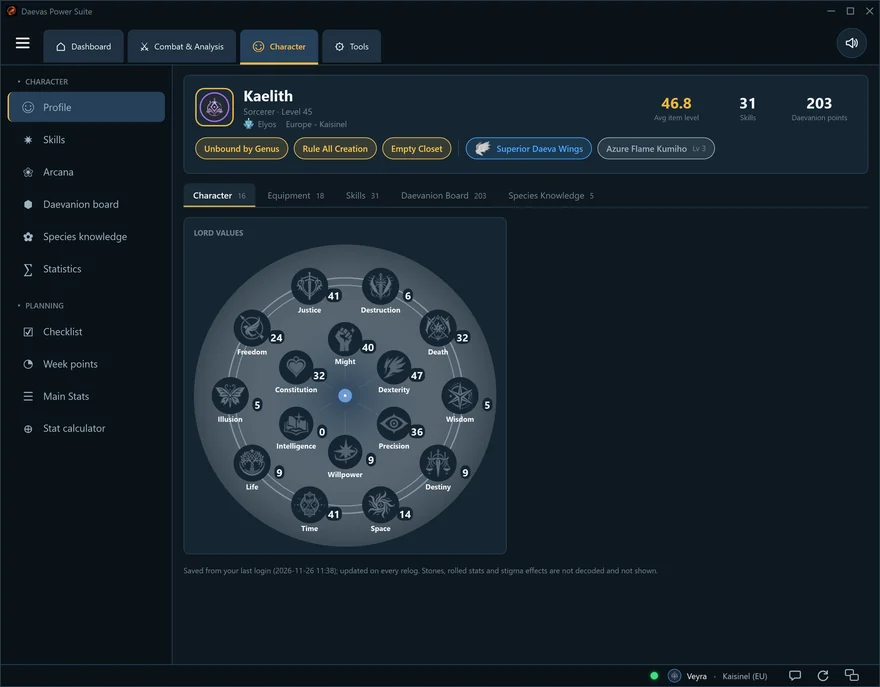 Daevas Power Suite
Dashboard
Combat & Analysis
Character
Tools
CHARACTER
Profile
Skills
Arcana
Daevanion board
Species knowledge
Statistics
PLANNING
Checklist
Week points
Main Stats
Stat calculator
Kaelith
Sorcerer · Level 45
Elyos Europe - Kaisinel
46.8
Avg item level
31
Skills
203
Daevanion points
Unbound by Genus
Rule All Creation
Empty Closet
Superior Daeva Wings
Azure Flame Kumiho Lv 3
Character 16
Equipment 18
Skills 31
Daevanion Board 203
Species Knowledge 5
LORD VALUES
41
Justice
6
Destruction
24
Freedom
32
Death
40
Might
32
Constitution
47
Dexterity
5
Illusion
5
Wisdom
0
Intelligence
36
Precision
9
Willpower
9
Life
9
Destiny
41
Time
14
Space
Saved from your last login (2026-11-26 11:38); updated on every relog. Stones, rolled stats and stigma effects are not decoded and not shown.
Veyra - Kaisinel (EU)